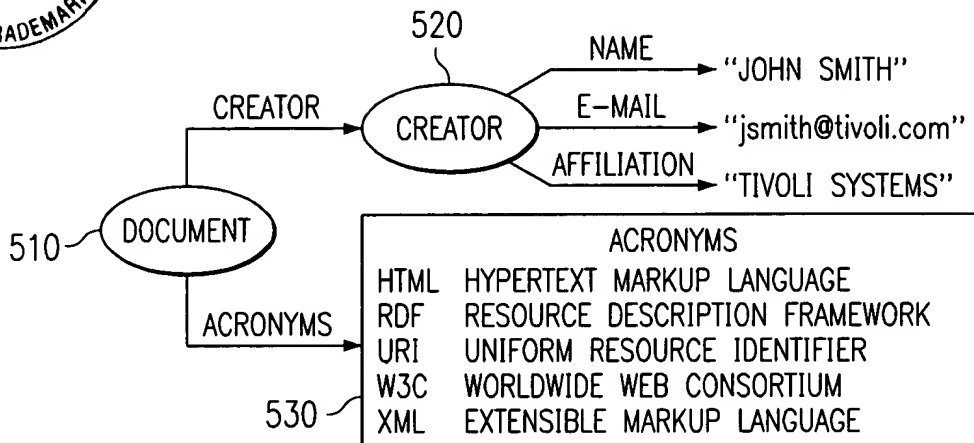 TRADEMARK
520
NAME
"JOHN SMITH"
CREATOR
CREATOR
E-MAIL
"jsmith@tivoli.com"
AFFILIATION
"TIVOLI SYSTEMS"
510
DOCUMENT
ACRONYMS
ACRONYMS
HTML HYPERTEXT MARKUP LANGUAGE
RDF RESOURCE DESCRIPTION FRAMEWORK
URI UNIFORM RESOURCE IDENTIFIER
W3C WORLDWIDE WEB CONSORTIUM
XML EXTENSIBLE MARKUP LANGUAGE
530